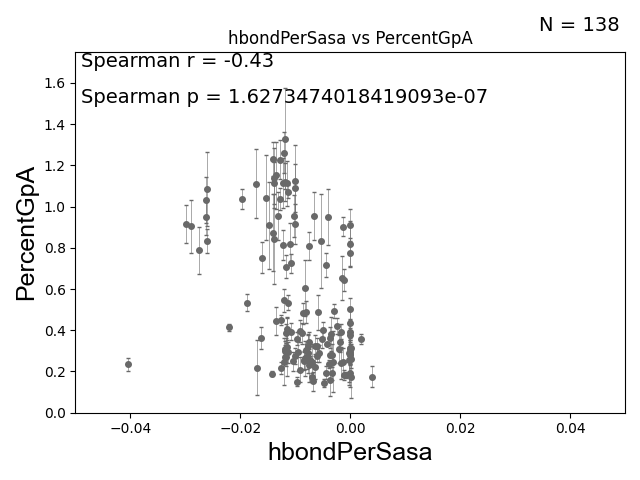 N = 138
hbondPerSasa vs PercentGpA
Spearman r = -0.43
Spearman p = 1.6273474018419093e-07
PercentGpA
1.6
1.4
1.2
1.0
0.8
0.6
0.4
0.2
0.0
−0.04 −0.02 0.00 0.02 0.04
hbondPerSasa